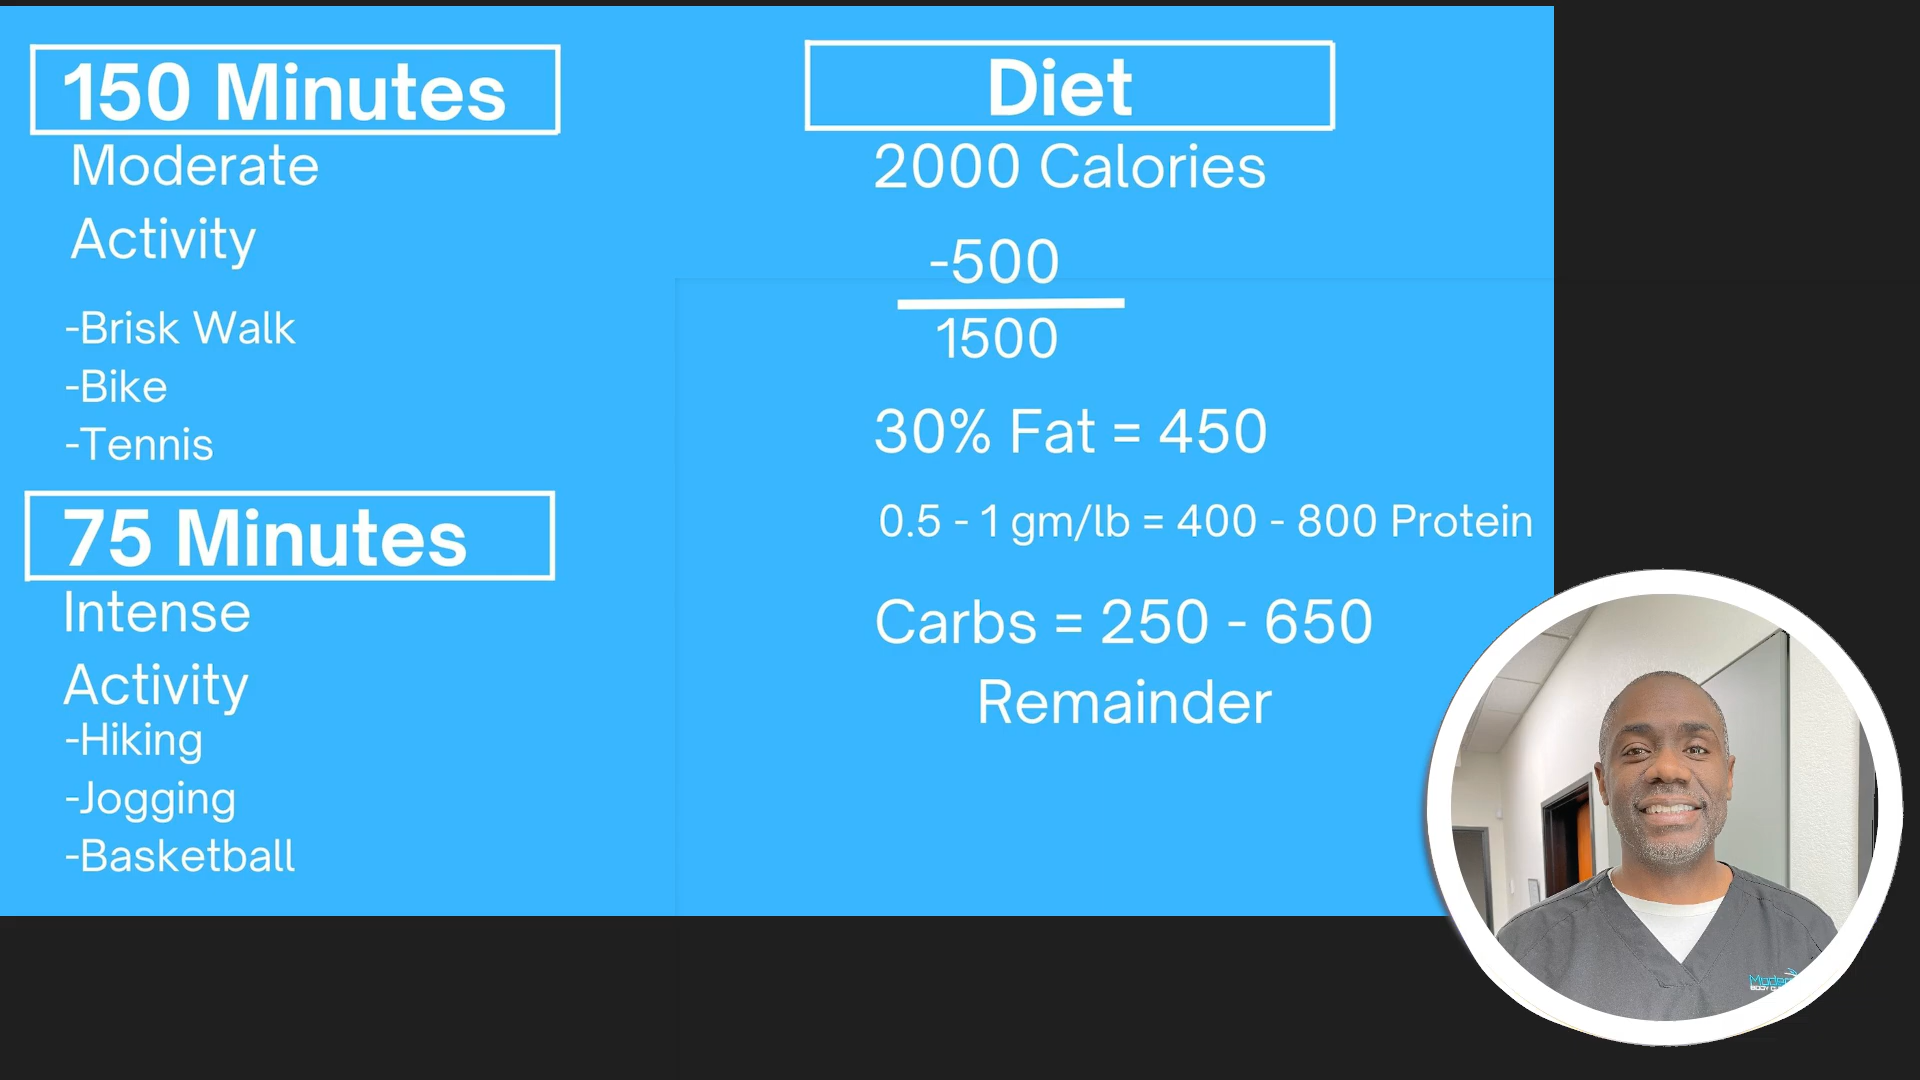 150 Minutes
Moderate
Activity
-Brisk Walk
-Bike
-Tennis
75 Minutes
Intense
Activity
-Hiking
-Jogging
-Basketball
Diet
2000 Calories
-500
1500
30% Fat = 450
0.5 - 1 gm/lb = 400 - 800 Protein
Carbs = 250 - 650
Remainder